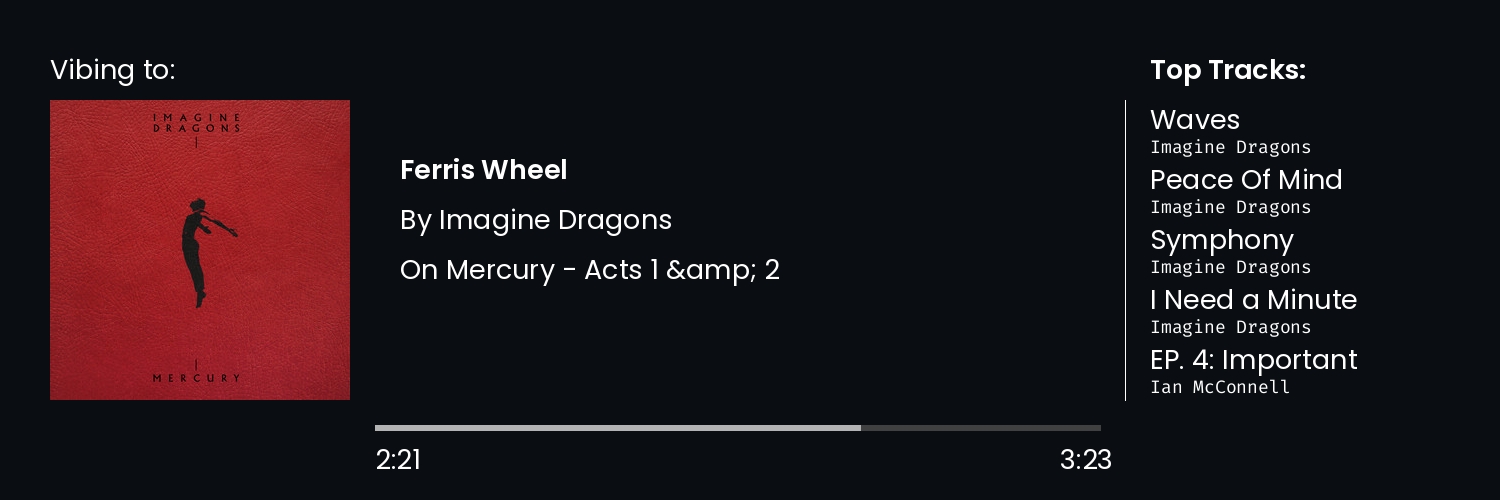 Vibing to:
IMAGINE
DRAGONS
MERCURY
Ferris Wheel
By Imagine Dragons
On Mercury - Acts 1 &amp;amp; 2
2:21
3:23
Top Tracks:
Waves
Imagine Dragons
Peace Of Mind
Imagine Dragons
Symphony
Imagine Dragons
I Need a Minute
Imagine Dragons
EP. 4: Important
Ian McConnell